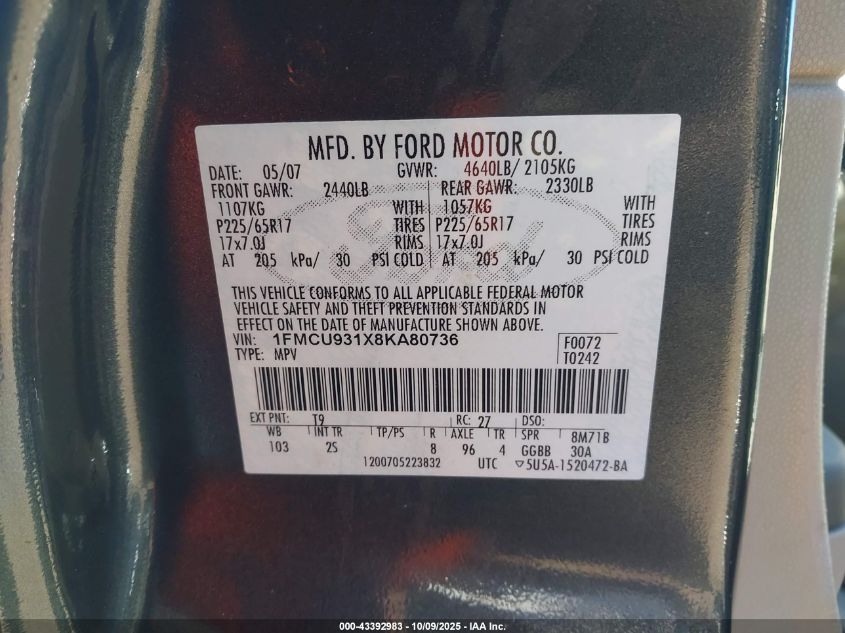 MFD. BY FORD MOTOR CO.
DATE: 05/07 GVWR: 4640LB/ 2105KG
FRONT GAWR: 2440LB REAR GAWR: 2330LB
1107KG WITH 1057KG WITH
P225/65R17 TIRES P225/65R17 TIRES
17x7.0J RIMS 17x7.0J RIMS
AT 205 kPa/ 30 PSI COLD AT 205 kPa/ 30 PSI COLD
Ford
THIS VEHICLE CONFORMS TO ALL APPLICABLE FEDERAL MOTOR
VEHICLE SAFETY AND THEFT PREVENTION STANDARDS IN
EFFECT ON THE DATE OF MANUFACTURE SHOWN ABOVE.
VIN: 1FMCU931X8KA80736 F0072
TYPE: MPV T0242
EXT PNT: T9 RC: 27 DSO:
WB INT TR TP/PS R AXLE TR SPR 8M71B
103 2S 8 96 4 GGBB 30A
1200705223832 UTC ▽5U5A-1520472-BA
000-43392983 - 10/09/2025 - IAA Inc.